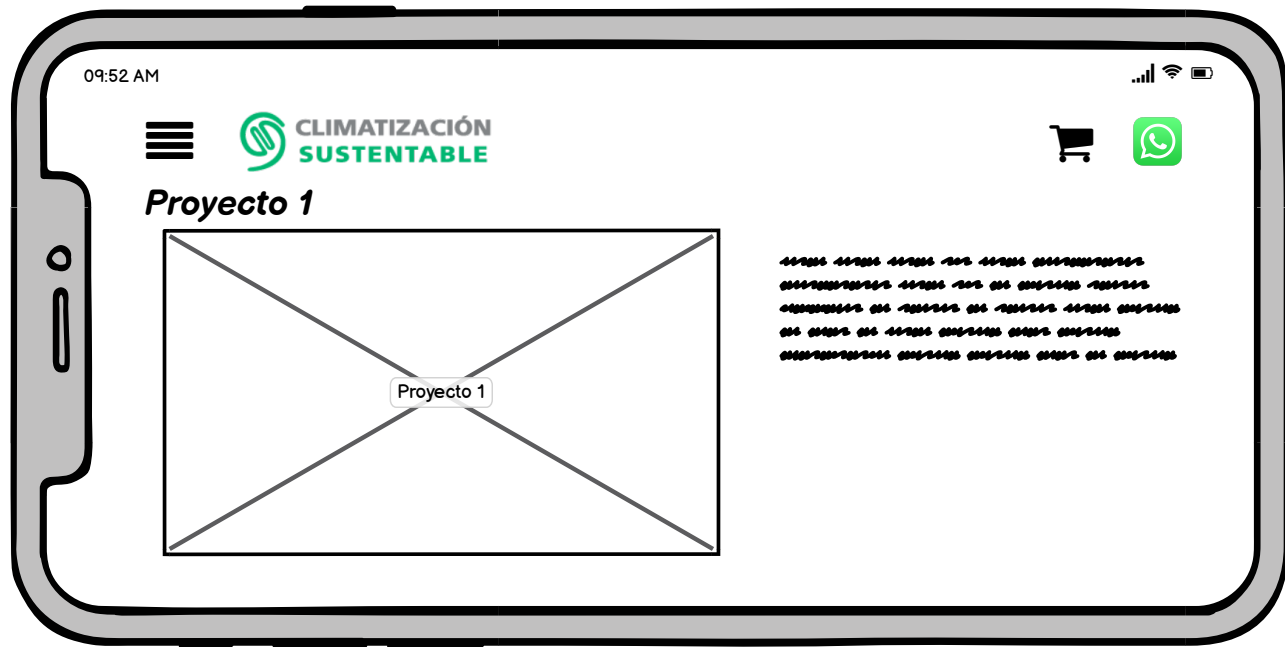 09:52 AM
CLIMATIZACIÓN
SUSTENTABLE
Proyecto 1
Proyecto 1